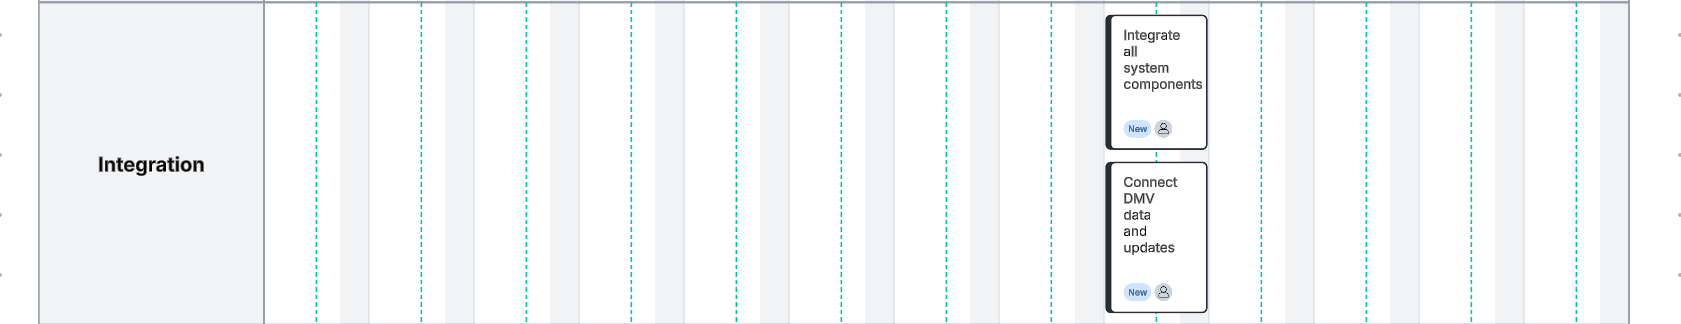 Integration
Integrate
all
system
components
New
Connect
DMV
data
and
updates
New